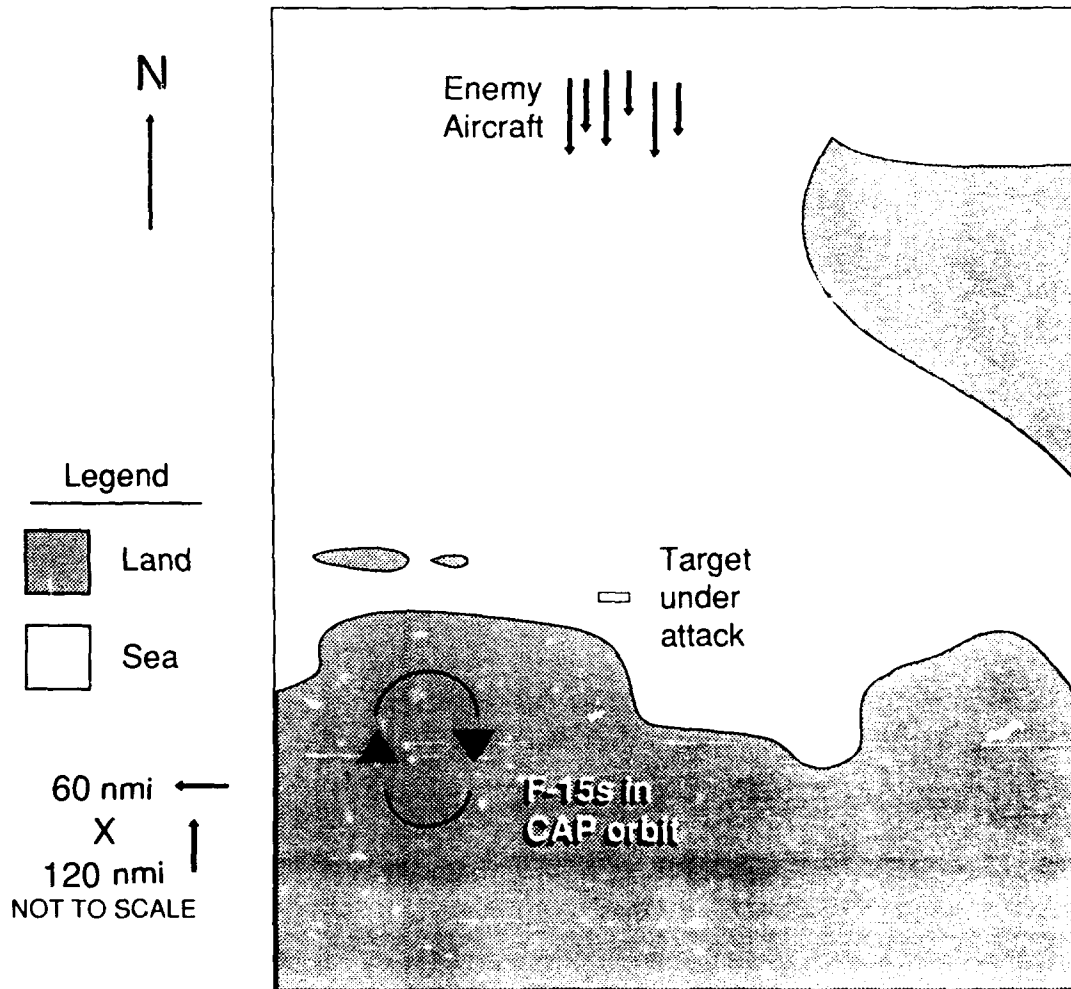 N
Enemy
Aircraft
Legend
Land
Sea
Target
under
attack
F-15s in
CAP orbit
60 nmi
X
120 nmi
NOT TO SCALE